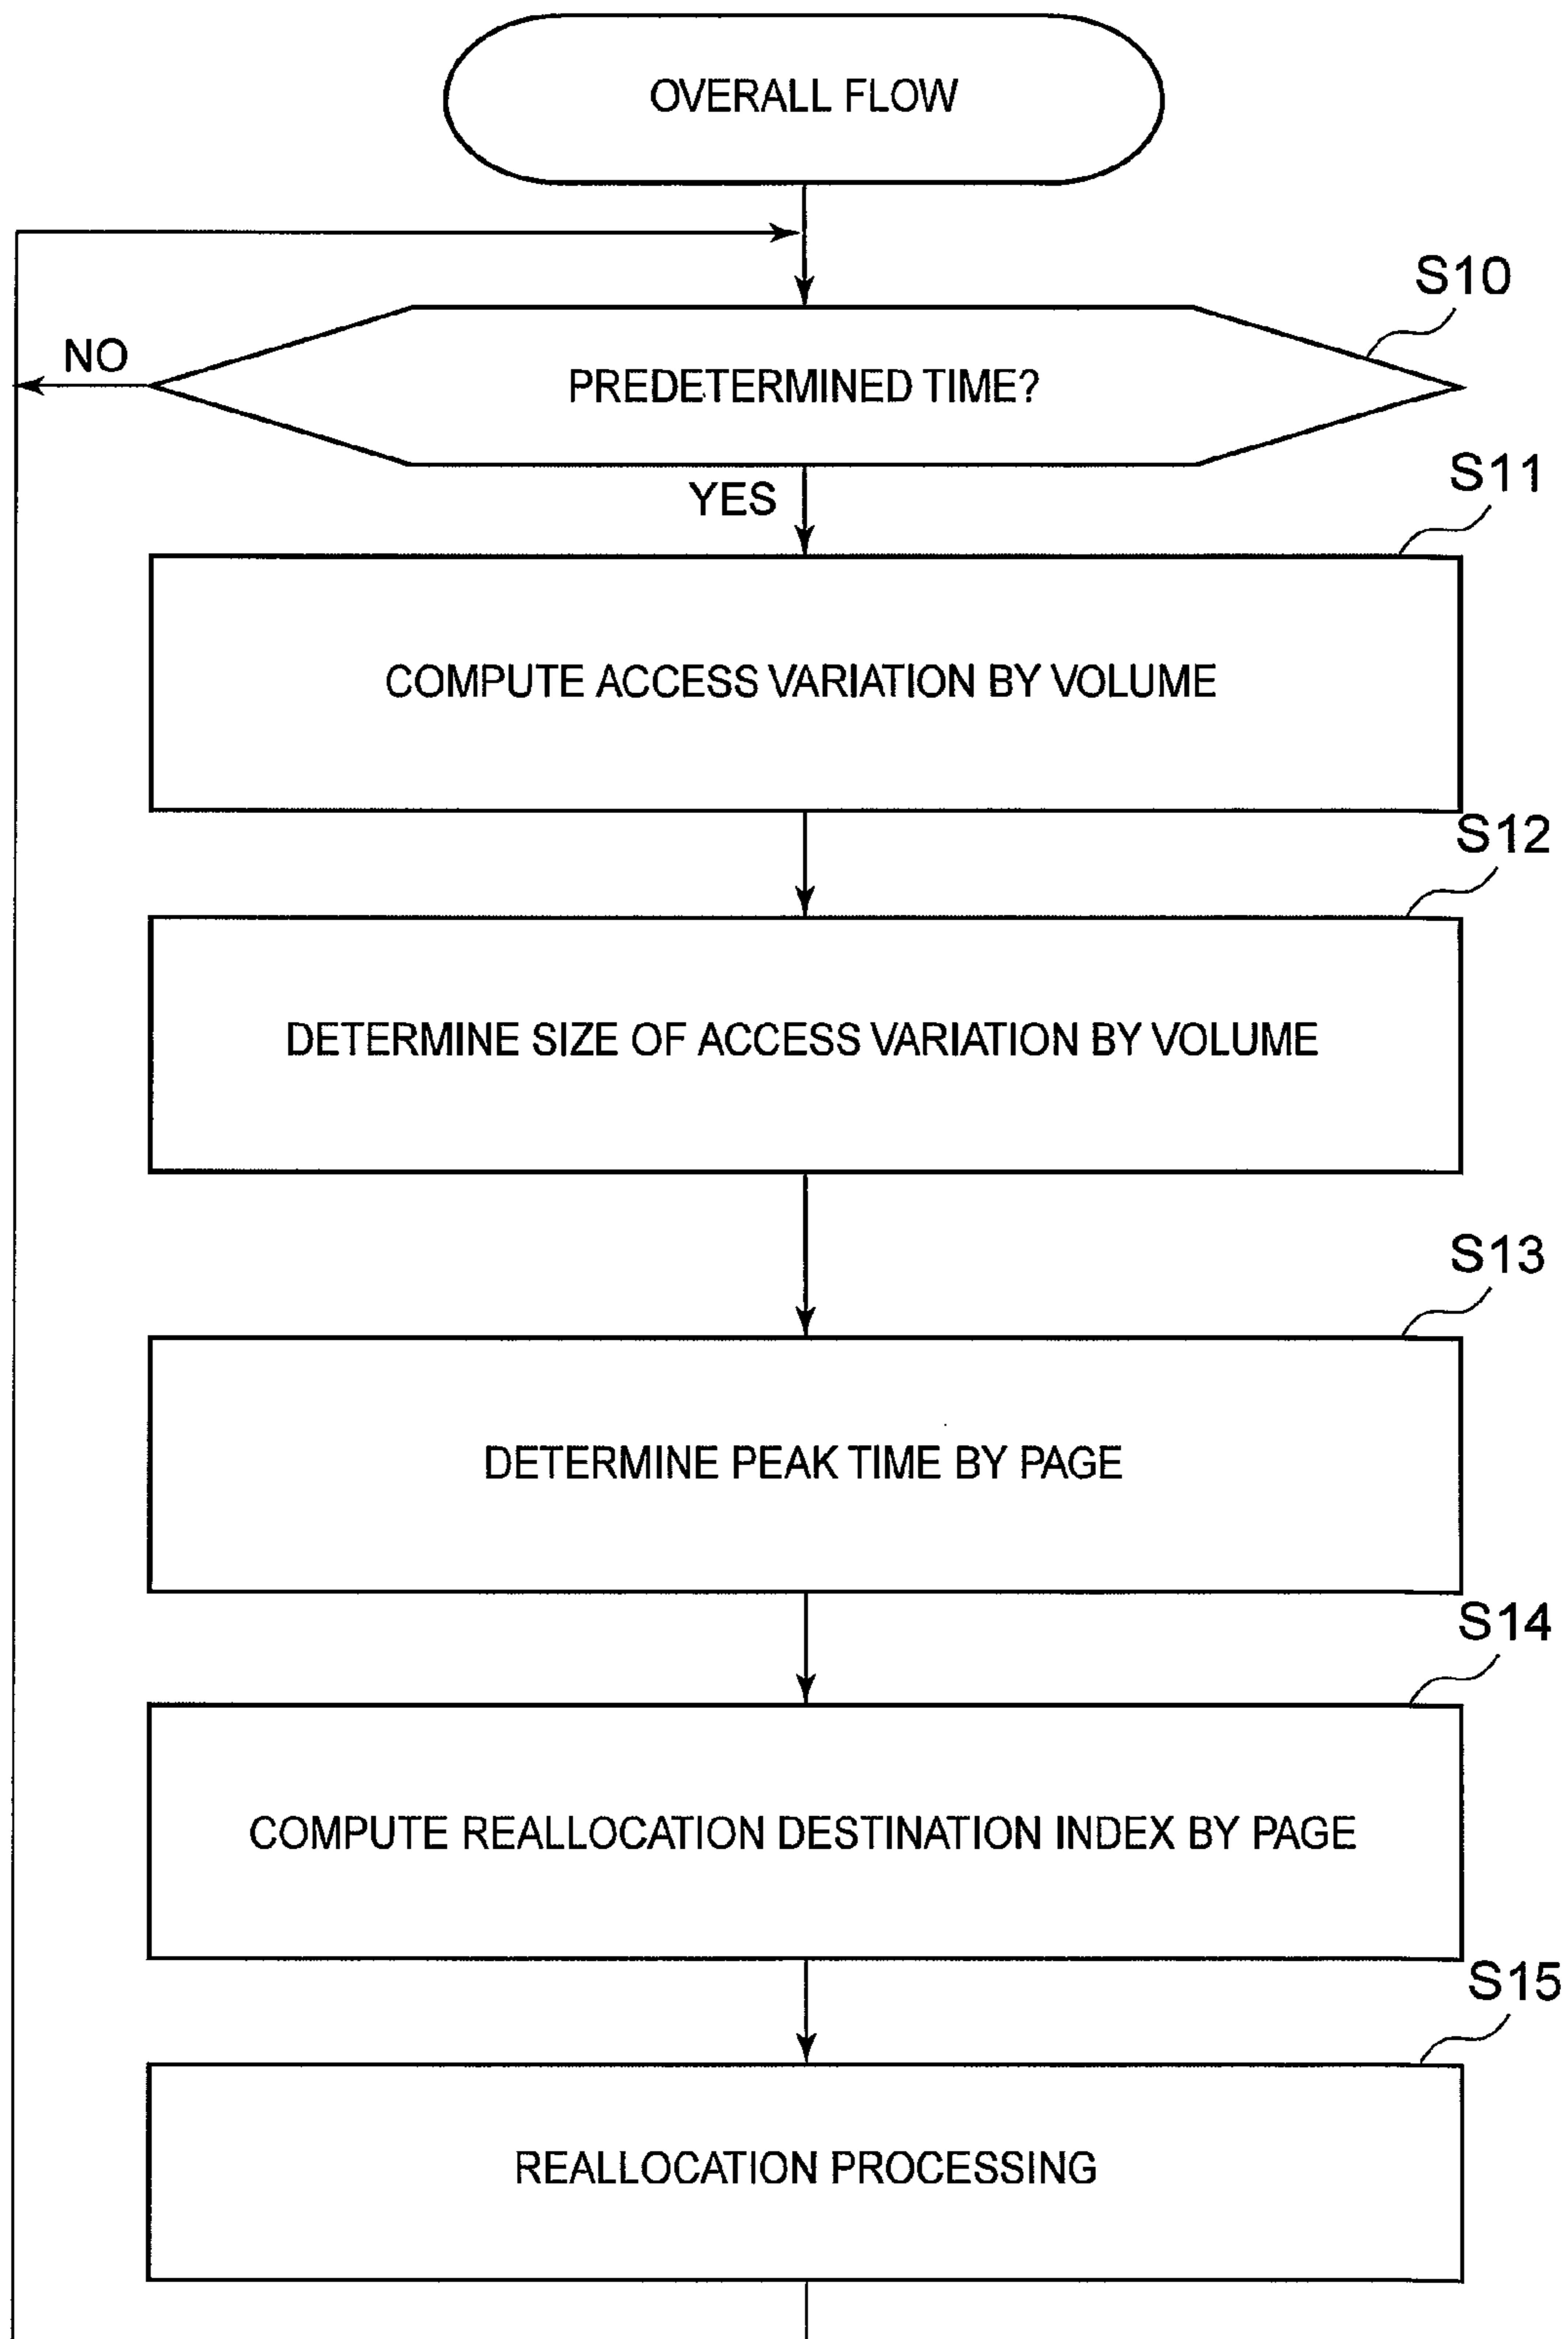 OVERALL FLOW
S10
NO
PREDETERMINED TIME?
YES
S11
COMPUTE ACCESS VARIATION BY VOLUME
S12
DETERMINE SIZE OF ACCESS VARIATION BY VOLUME
S13
DETERMINE PEAK TIME BY PAGE
S14
COMPUTE REALLOCATION DESTINATION INDEX BY PAGE
S15
REALLOCATION PROCESSING